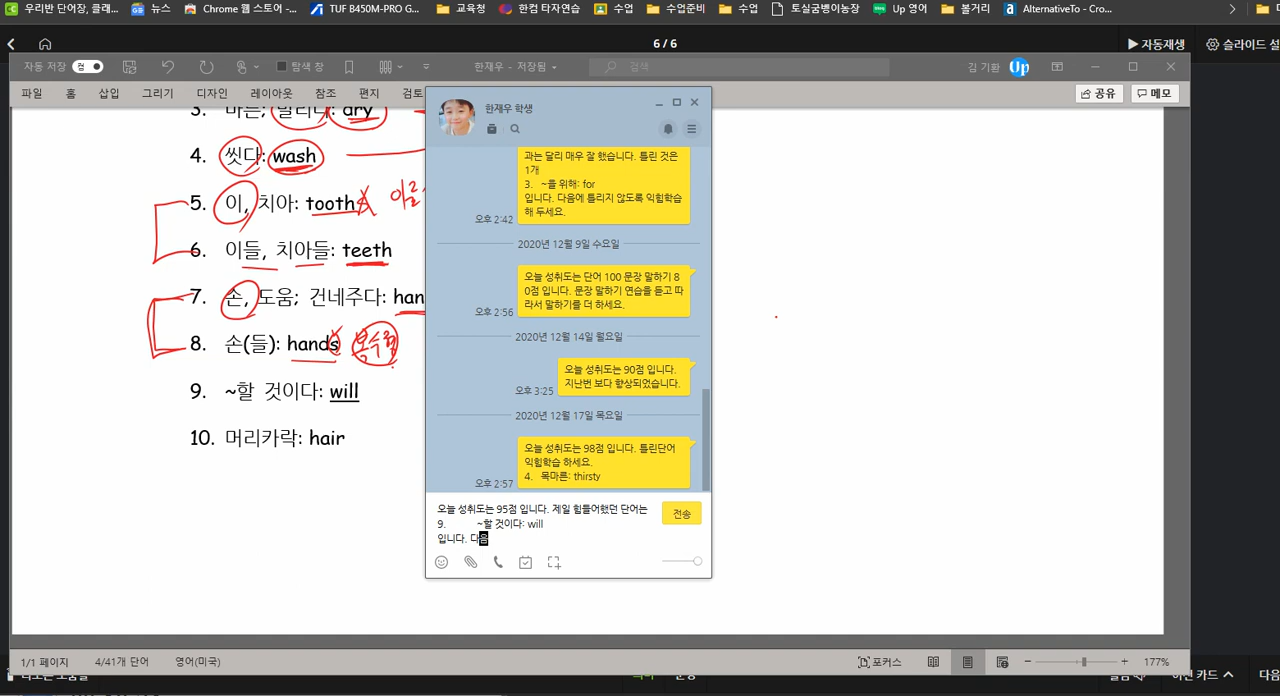 우리반 단어장, 클래... 뉴스 Chrome 웹 스토어 -... TUF B450M-PRO G... 교육청 한컴 타자연습 수업 수업준비 수업 토실굼벵이농장 Up 영어 볼거리 AlternativeTo - Cro...
6 / 6
자동재생
슬라이드 설
자동 저장 켬 탐색 창 한재우 - 저장됨 검색 김 기환 Up
파일 홈 삽입 그리기 디자인 레이아웃 참조 편지 검토 공유 메모
3. 마른; 말리다: dry
4. 씻다: wash
5. 이, 치아: tooth 이를
6. 이들, 치아들: teeth
7. 손, 도움; 건네주다: han
8. 손(들): hands 복수형
9. ~할 것이다: will
10. 머리카락: hair
한재우 학생
과는 달리 매우 잘 했습니다. 틀린 것은
1개
3. ~를 위해: for
입니다. 다음에 틀리지 않도록 익힘학습
해 두세요.
오후 2:42
2020년 12월 9일 수요일
오늘 성취도는 단어 100 문장 말하기 8
0점 입니다. 문장 말하기 연습을 듣고 따
라서 말하기를 더 하세요.
오후 2:56
2020년 12월 14일 월요일
오늘 성취도는 90점 입니다.
지난번 보다 향상되었습니다.
오후 3:25
2020년 12월 17일 목요일
오늘 성취도는 98점 입니다. 틀린단어
익힘학습 하세요.
4. 목마른: thirsty
오후 2:57
오늘 성취도는 95점 입니다. 제일 힘들어했던 단어는
9. ~할 것이다: will
입니다. 다음
전송
1/1 페이지 4/41개 단어 영어(미국) 포커스 177%